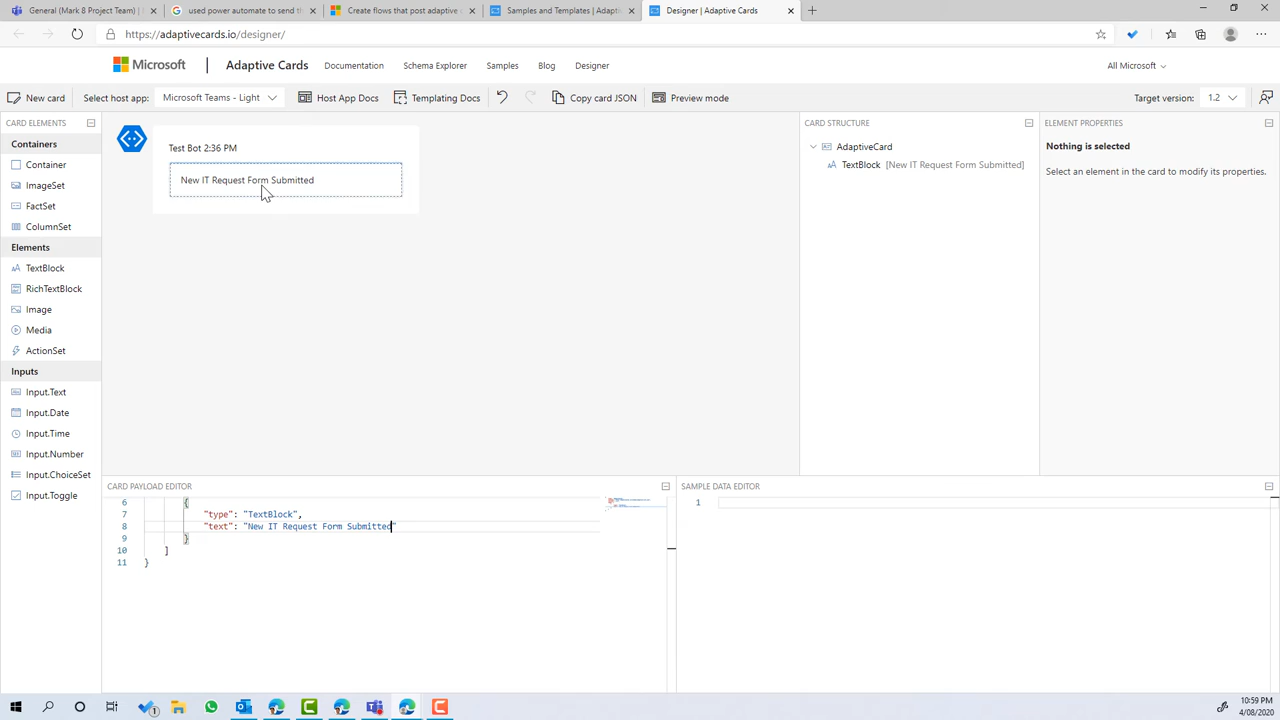 General (Mark 8 Project Team) |
used power automate to send th
Create flows that post adaptive c
Samples and Templates | Adaptiv
Designer | Adaptive Cards
https://adaptivecards.io/designer/
Microsoft | Adaptive Cards Documentation Schema Explorer Samples Blog Designer All Microsoft
New card Select host app: Microsoft Teams - Light Host App Docs Templating Docs Copy card JSON Preview mode Target version: 1.2
CARD ELEMENTS
Containers
Container
ImageSet
FactSet
ColumnSet
Elements
TextBlock
RichTextBlock
Image
Media
ActionSet
Inputs
Input.Text
Input.Date
Input.Time
Input.Number
Input.ChoiceSet
Input.Toggle
Test Bot 2:36 PM
New IT Request Form Submitted
CARD STRUCTURE
AdaptiveCard
TextBlock [New IT Request Form Submitted]
ELEMENT PROPERTIES
Nothing is selected
Select an element in the card to modify its properties.
CARD PAYLOAD EDITOR
6 {
7 "type": "TextBlock",
8 "text": "New IT Request Form Submitted"
9 }
10 ]
11 }
SAMPLE DATA EDITOR
1
10:59 PM
4/08/2020